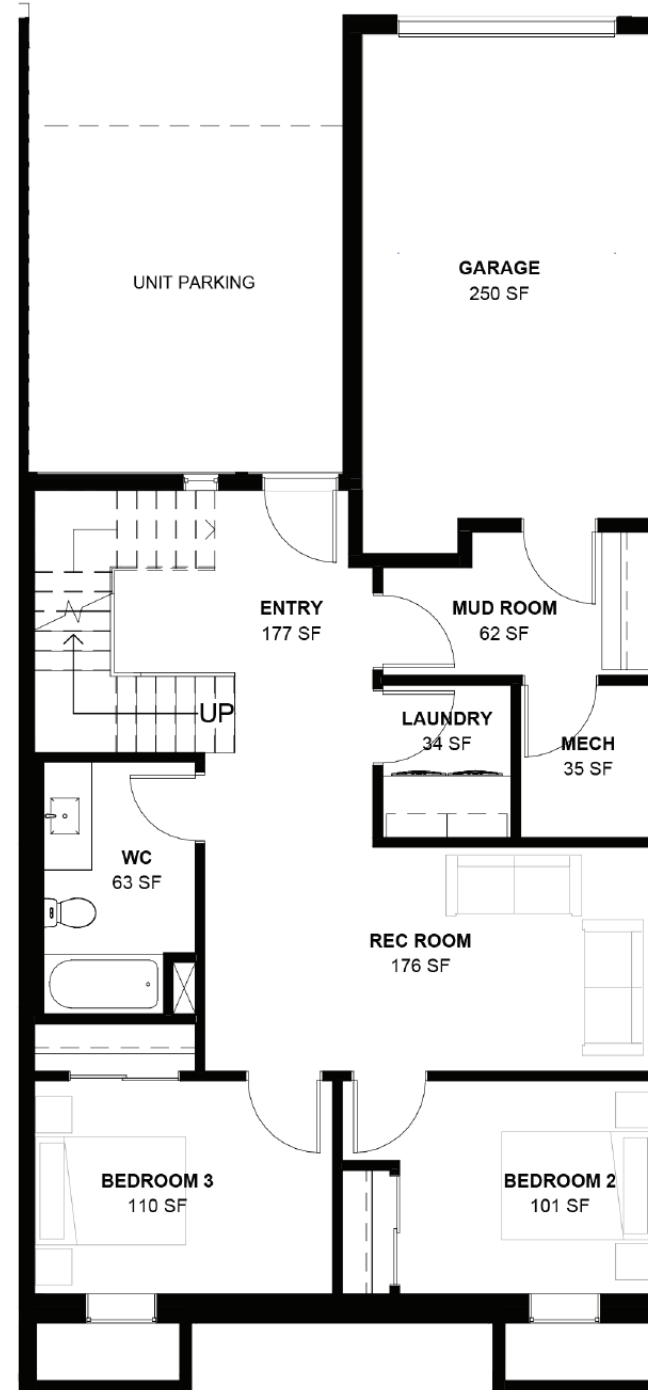 UNIT PARKING
GARAGE
250 SF
ENTRY
177 SF
MUD ROOM
62 SF
UP
LAUNDRY
34 SF
MECH
35 SF
WC
63 SF
REC ROOM
176 SF
BEDROOM 3
110 SF
BEDROOM 2
101 SF